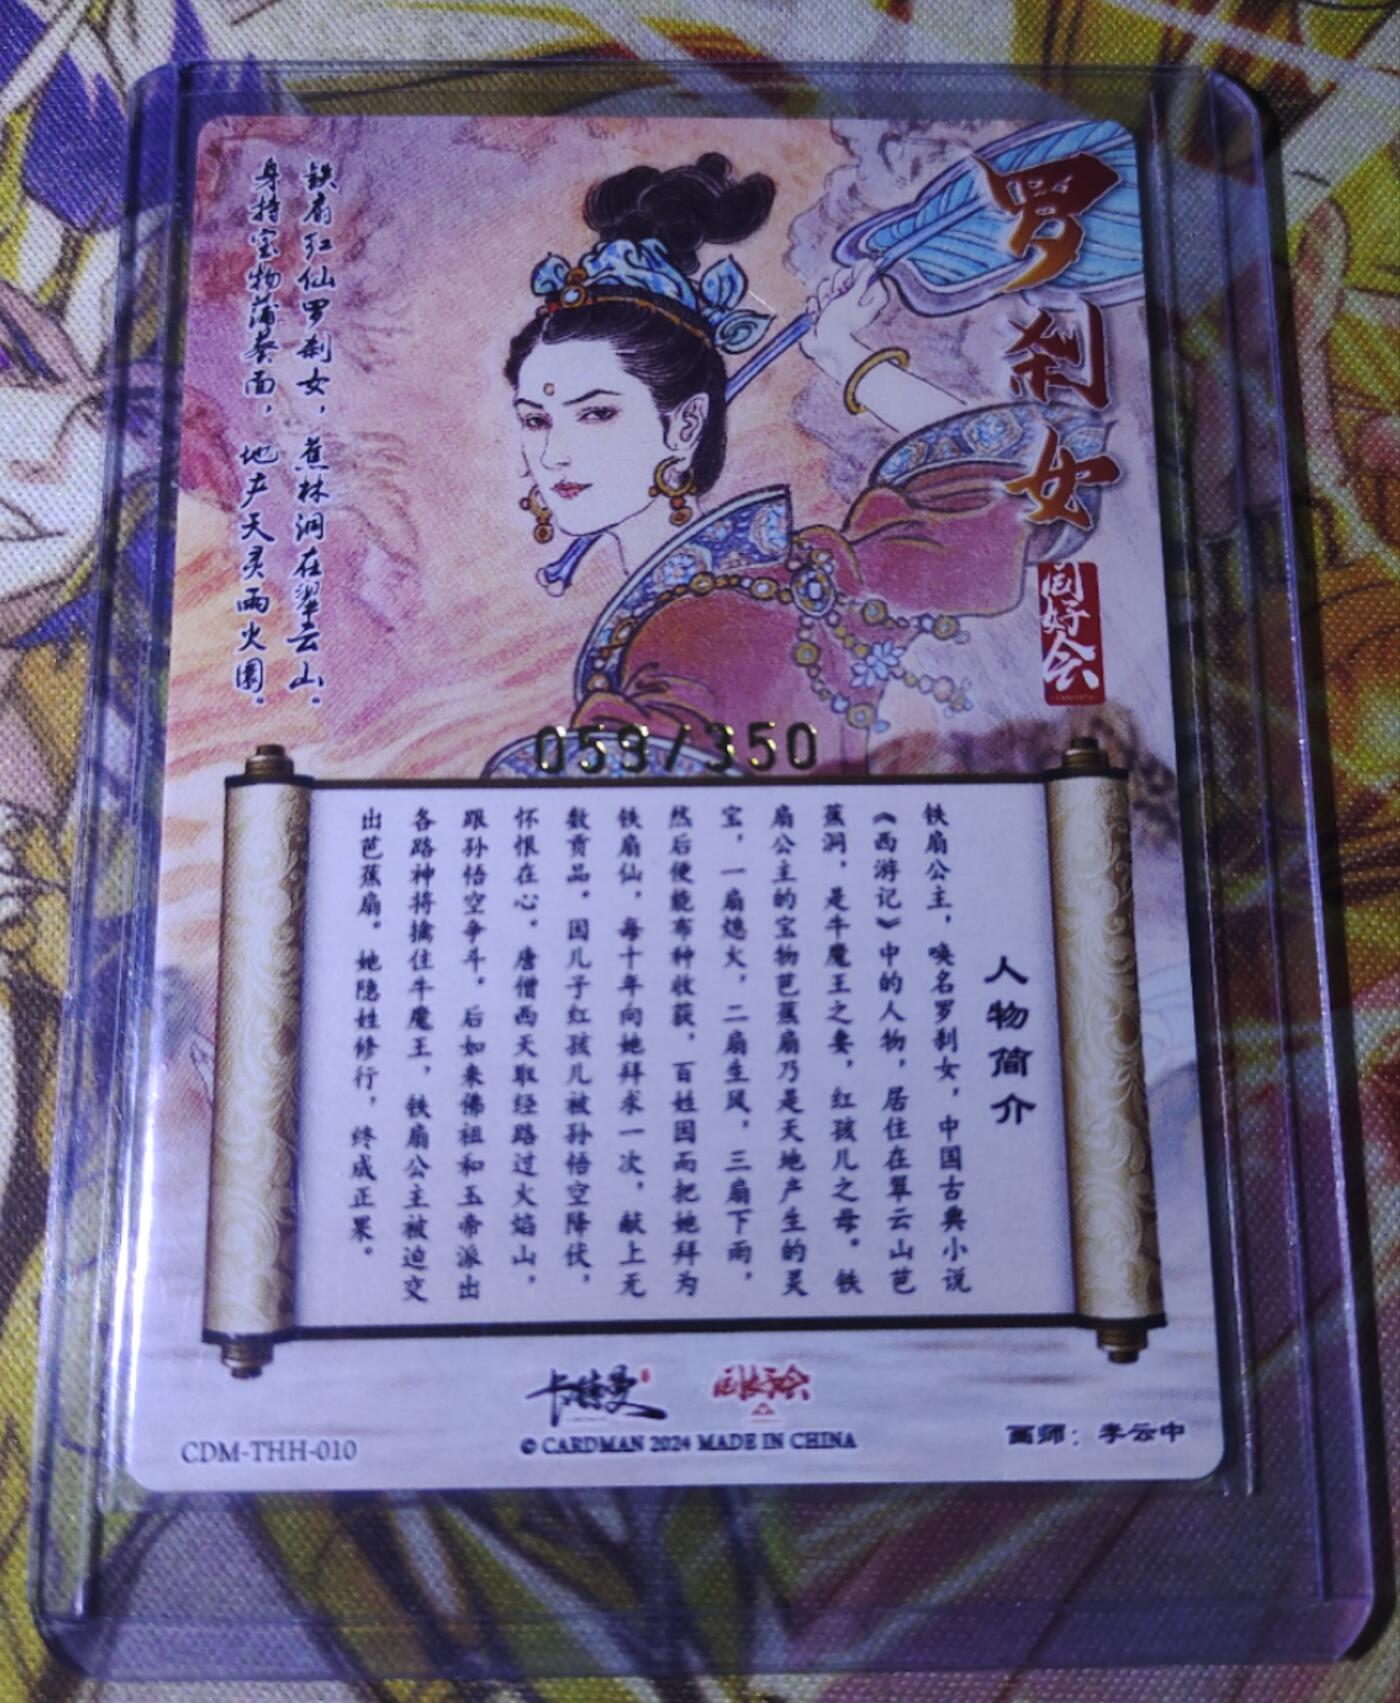 罗刹女
铁扇红仙罗刹女，蕉林洞在翠云山。
身持宝物蒲葵面，地产天灵雨火圜。
059/350
人物简介
铁扇公主，唤名罗刹女，中国古典小说
《西游记》中的人物，居住在翠云山芭
蕉洞，是牛魔王之妻，红孩儿之母。铁
扇公主的宝物芭蕉扇乃是天地产生的灵
宝，一扇熄火，二扇生风，三扇下雨，
然后便能布种收获，百姓因而把她拜为
铁扇仙，每十年向她拜求一次，献上无
数贡品。因儿子红孩儿被孙悟空降伏，
怀恨在心。唐僧西天取经路过火焰山，
跟孙悟空争斗。后如来佛祖和玉帝派出
各路神将擒住牛魔王，铁扇公主被迫交
出芭蕉扇。她隐姓修行，终成正果。
卡特曼
CDM-THH-010
© CARDMAN 2024 MADE IN CHINA
画师：李云中